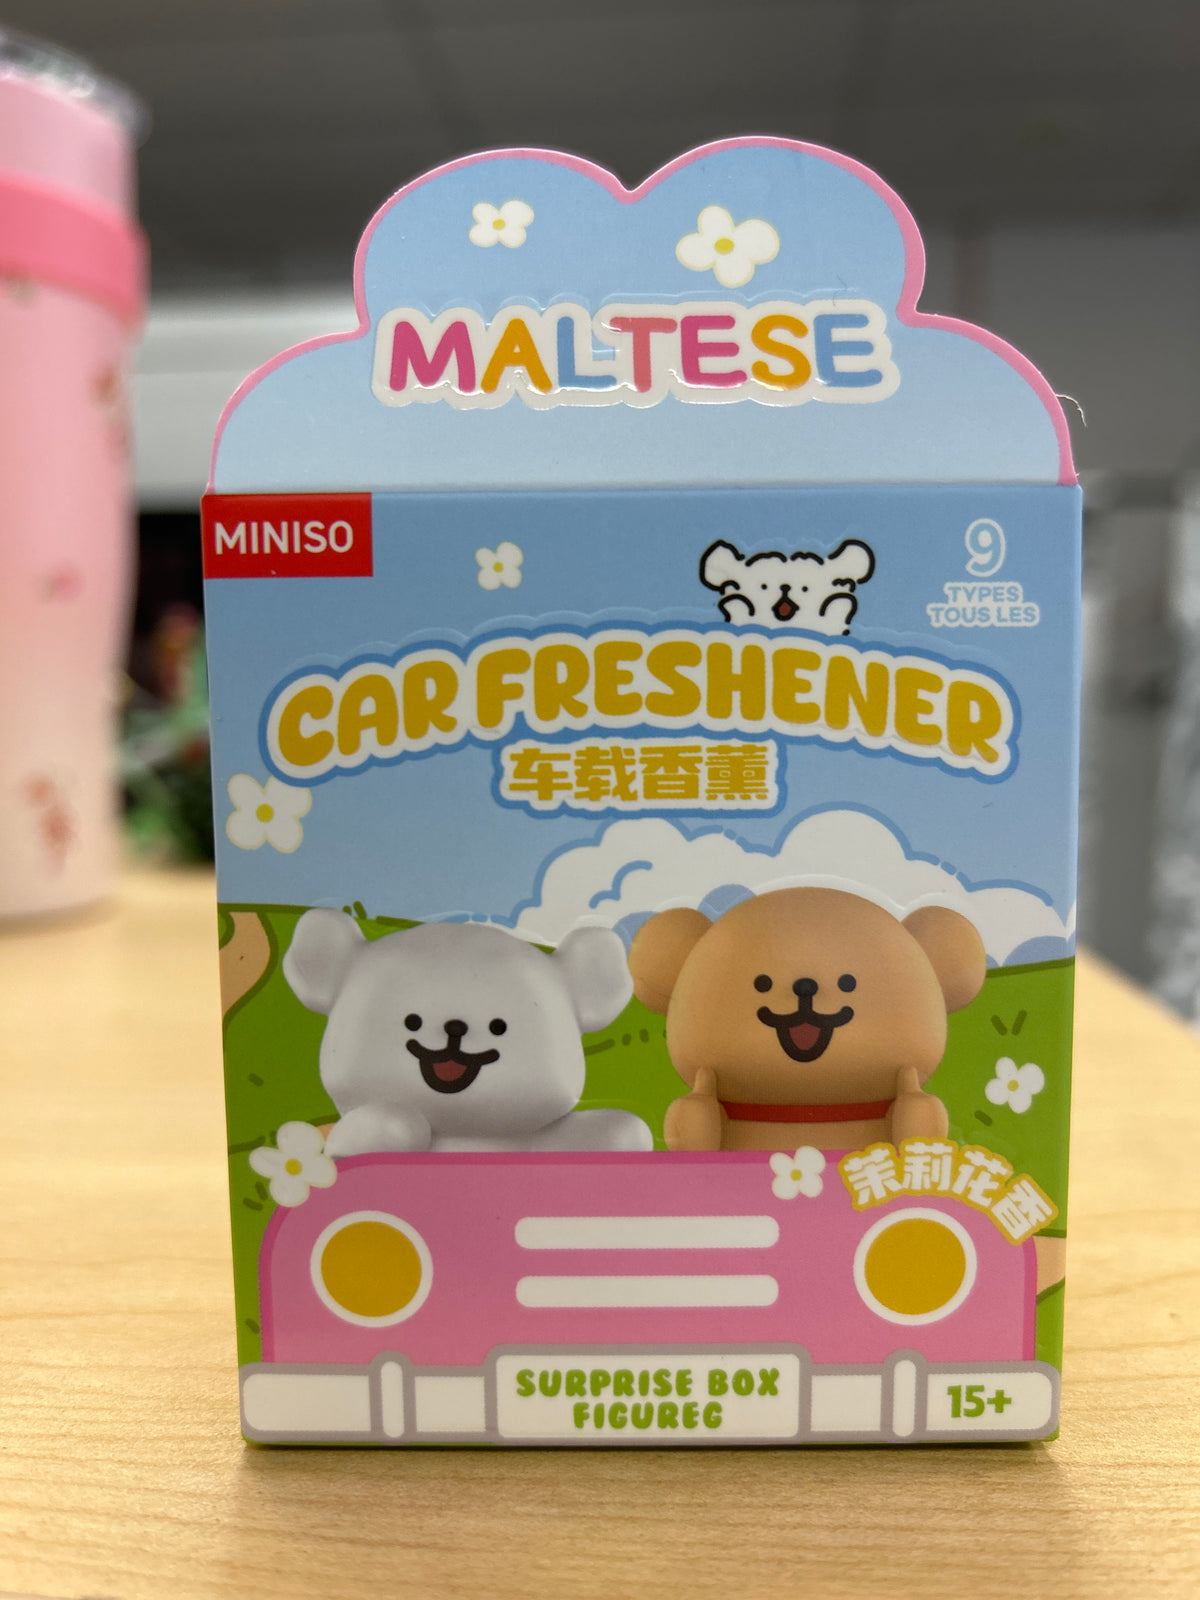 MALTESE
MINISO
9
TYPES
TOUS LES
CAR FRESHENER
车载香薰
茉莉花香
SURPRISE BOX
FIGUREG
15+